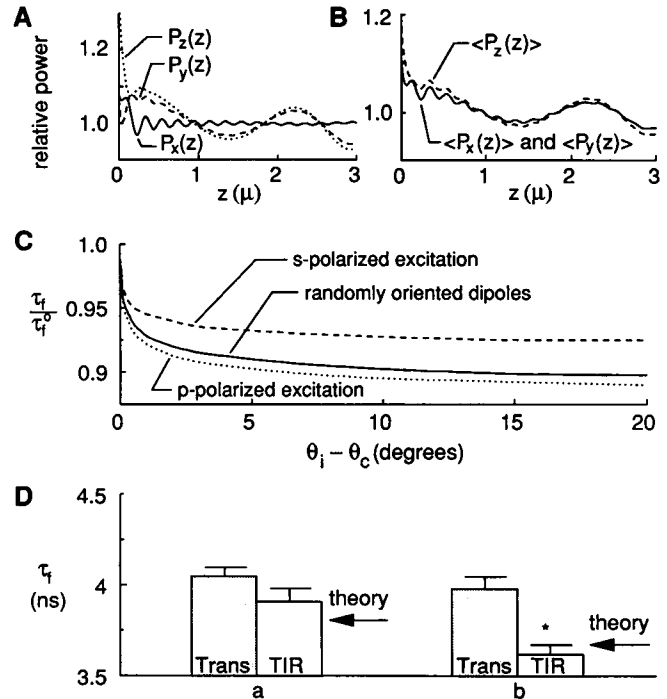 A
B
1.2
1.0
relative power
Pz(z)
Py(z)
Px(z)
0
1
2
3
z (μ)
1.2
1.0
<Pz(z)>
<Px(z)> and <Py(z)>
0
1
2
3
z (μ)
C
1.0
0.95
0.9
τf
τf°
s-polarized excitation
randomly oriented dipoles
p-polarized excitation
0
5
10
15
20
θi – θc (degrees)
D
4.5
4
3.5
τf
(ns)
theory
Trans
TIR
a
*
theory
Trans
TIR
b